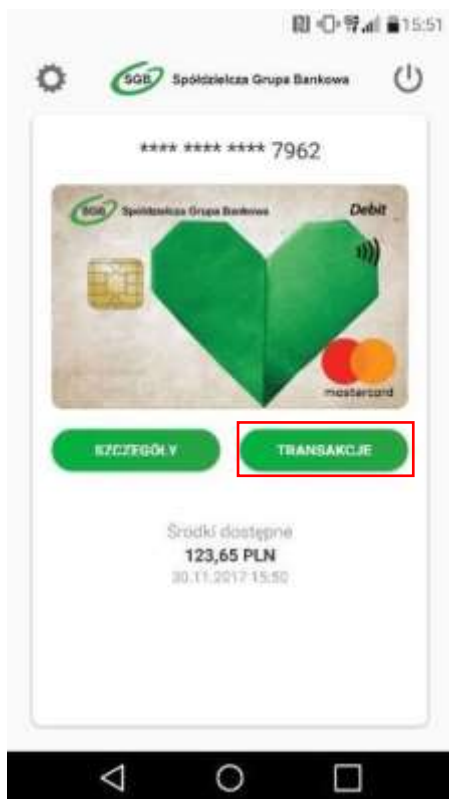 15:51
SGB Spółdzielcza Grupa Bankowa
**** **** **** 7962
SGB Spółdzielcza Grupa Bankowa Debit
mastercard
SZCZEGÓŁY TRANSAKCJE
Środki dostępne
123,65 PLN
30.11.2017 15:50